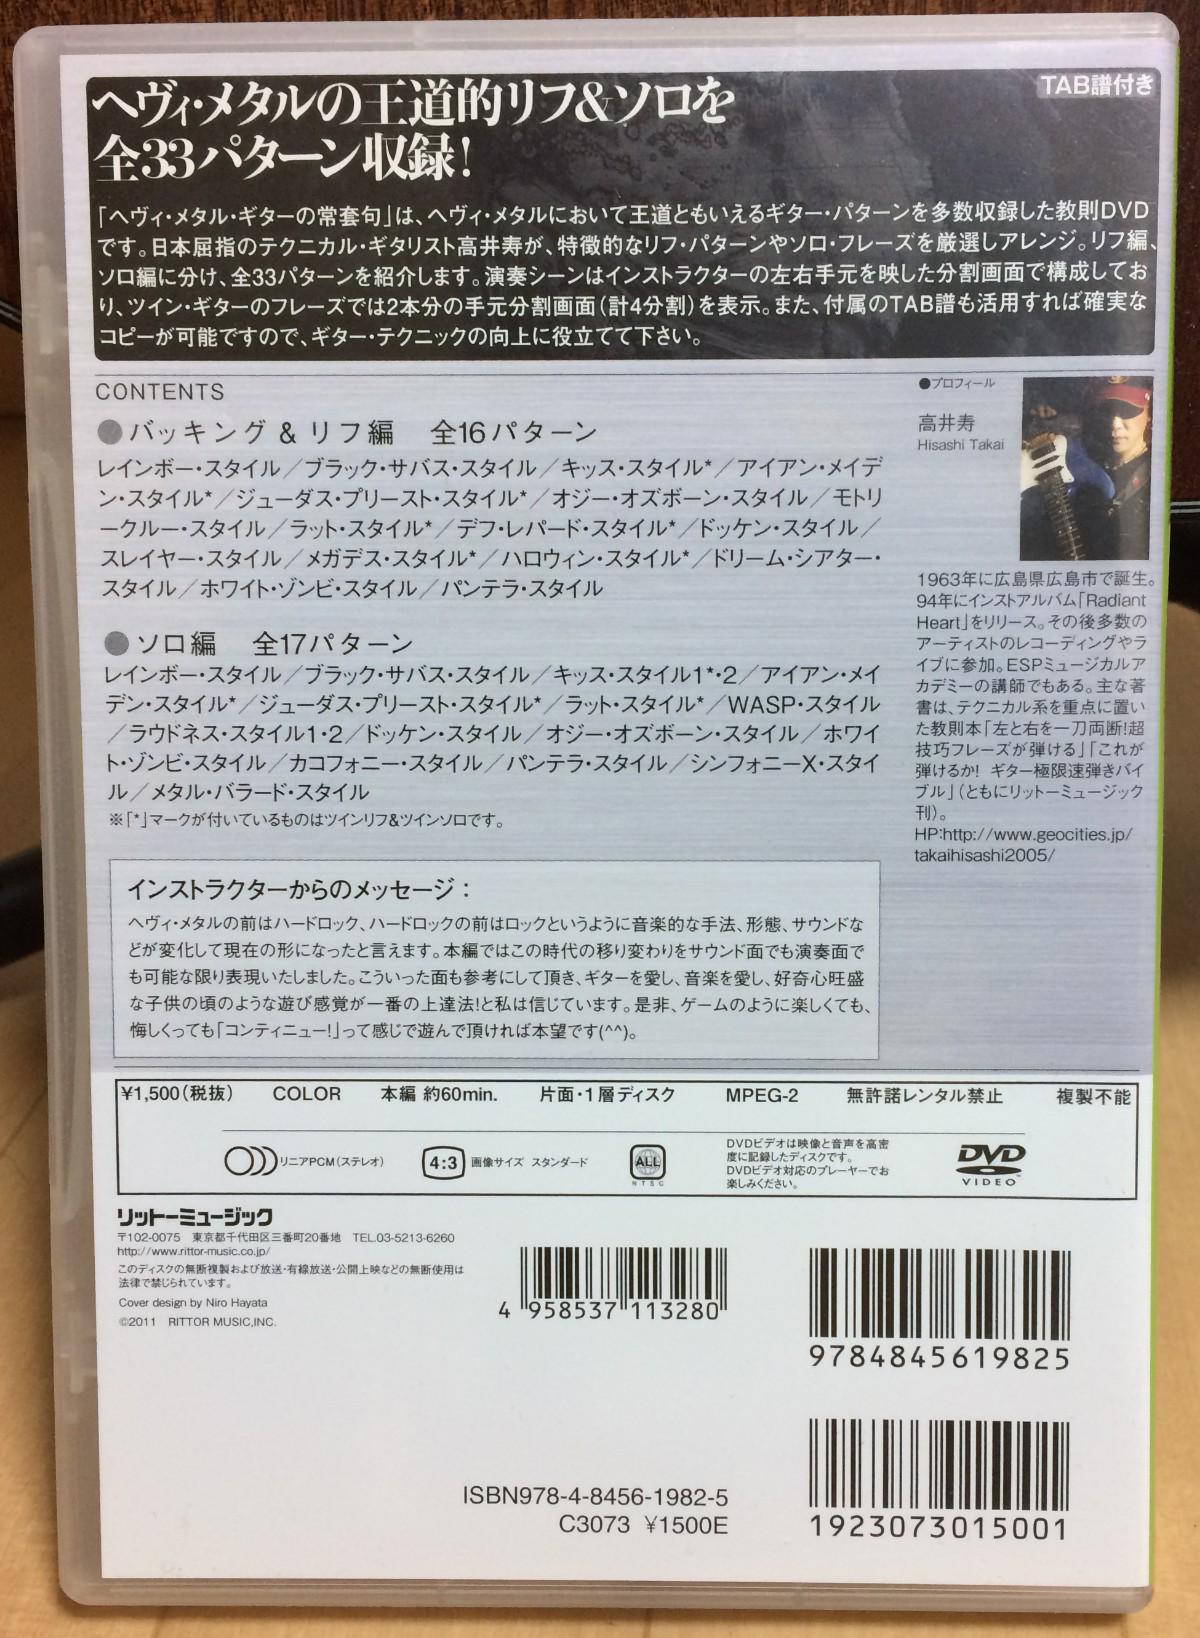 TAB譜付き
ヘヴィ・メタルの王道的リフ&ソロを
全33パターン収録!
「ヘヴィ・メタル・ギターの常套句」は、ヘヴィ・メタルにおいて王道ともいえるギター・パターンを多数収録した教則DVD
です。日本屈指のテクニカル・ギタリスト高井寿が、特徴的なリフ・パターンやソロ・フレーズを厳選しアレンジ。リフ編、
ソロ編に分け、全33パターンを紹介します。演奏シーンはインストラクターの左右手元を映した分割画面で構成してお
り、ツイン・ギターのフレーズでは2本分の手元分割画面(計4分割)を表示。また、付属のTAB譜も活用すれば確実な
コピーが可能ですので、ギター・テクニックの向上に役立てて下さい。
CONTENTS
●バッキング & リフ編 全16パターン
レインボー・スタイル/ブラック・サバス・スタイル/キッス・スタイル*/アイアン・メイデ
ン・スタイル*/ジューダス・プリースト・スタイル*/オジー・オズボーン・スタイル/モトリ
ークルー・スタイル/ラット・スタイル*/デフ・レパード・スタイル*/ドッケン・スタイル/
スレイヤー・スタイル/メガデス・スタイル*/ハロウィン・スタイル*/ドリーム・シアター・
スタイル/ホワイト・ゾンビ・スタイル/パンテラ・スタイル
●ソロ編 全17パターン
レインボー・スタイル/ブラック・サバス・スタイル/キッス・スタイル1*・2/アイアン・メイ
デン・スタイル*/ジューダス・プリースト・スタイル*/ラット・スタイル*/WASP・スタイル
/ラウドネス・スタイル1・2/ドッケン・スタイル/オジー・オズボーン・スタイル/ホワイ
ト・ゾンビ・スタイル/カコフォニー・スタイル/パンテラ・スタイル/シンフォニーX・スタイ
ル/メタル・バラード・スタイル
※「*」マークが付いているものはツインリフ&ツインソロです。
●プロフィール
高井寿
Hisashi Takai
1963年に広島県広島市で誕生。
94年にインストアルバム「Radiant
Heart」をリリース。その後多数の
アーティストのレコーディングやラ
イブに参加。ESPミュージカルア
カデミーの講師でもある。主な著
書は、テクニカル系を重点に置い
た教則本「左と右を一刀両断!超
技巧フレーズが弾ける」「これが
弾けるか! ギター極限速弾きバイ
ブル」(ともにリットーミュージック
刊)。
HP:http://www.geocities.jp/
takaihisashi2005/
インストラクターからのメッセージ:
ヘヴィ・メタルの前はハードロック、ハードロックの前はロックというように音楽的な手法、形態、サウンドな
どが変化して現在の形になったと言えます。本編ではこの時代の移り変わりをサウンド面でも演奏面で
も可能な限り表現いたしました。こういった面も参考にして頂き、ギターを愛し、音楽を愛し、好奇心旺盛
な子供の頃のような遊び感覚が一番の上達法!と私は信じています。是非、ゲームのように楽しくても、
悔しくっても「コンティニュー!」って感じで遊んで頂ければ本望です(^^)。
¥1,500(税抜) COLOR 本編 約60min. 片面・1層ディスク MPEG-2 無許諾レンタル禁止 複製不能
リニアPCM(ステレオ) 4:3 画像サイズ スタンダード ALL NTSC
DVDビデオは映像と音声を高密
度に記録したディスクです。
DVDビデオ対応のプレーヤーでお
楽しみください。
DVD VIDEO
リットーミュージック
〒102-0075 東京都千代田区三番町20番地 TEL.03-5213-6260
http://www.rittor-music.co.jp/
このディスクの無断複製および放送・有線放送・公開上映などの無断使用は
法律で禁じられています。
Cover design by Niro Hayata
©2011 RITTOR MUSIC,INC.
4 958537 113280
9784845619825
1923073015001
ISBN978-4-8456-1982-5
C3073 ¥1500E